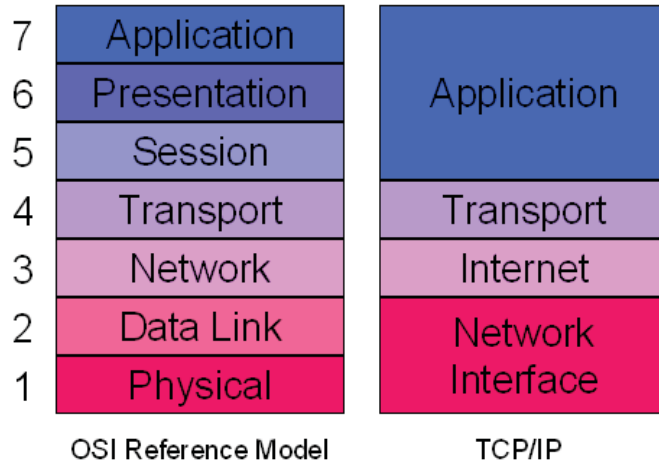 7 Application
6 Presentation
5 Session
4 Transport
3 Network
2 Data Link
1 Physical
OSI Reference Model
Application
Transport
Internet
Network
Interface
TCP/IP